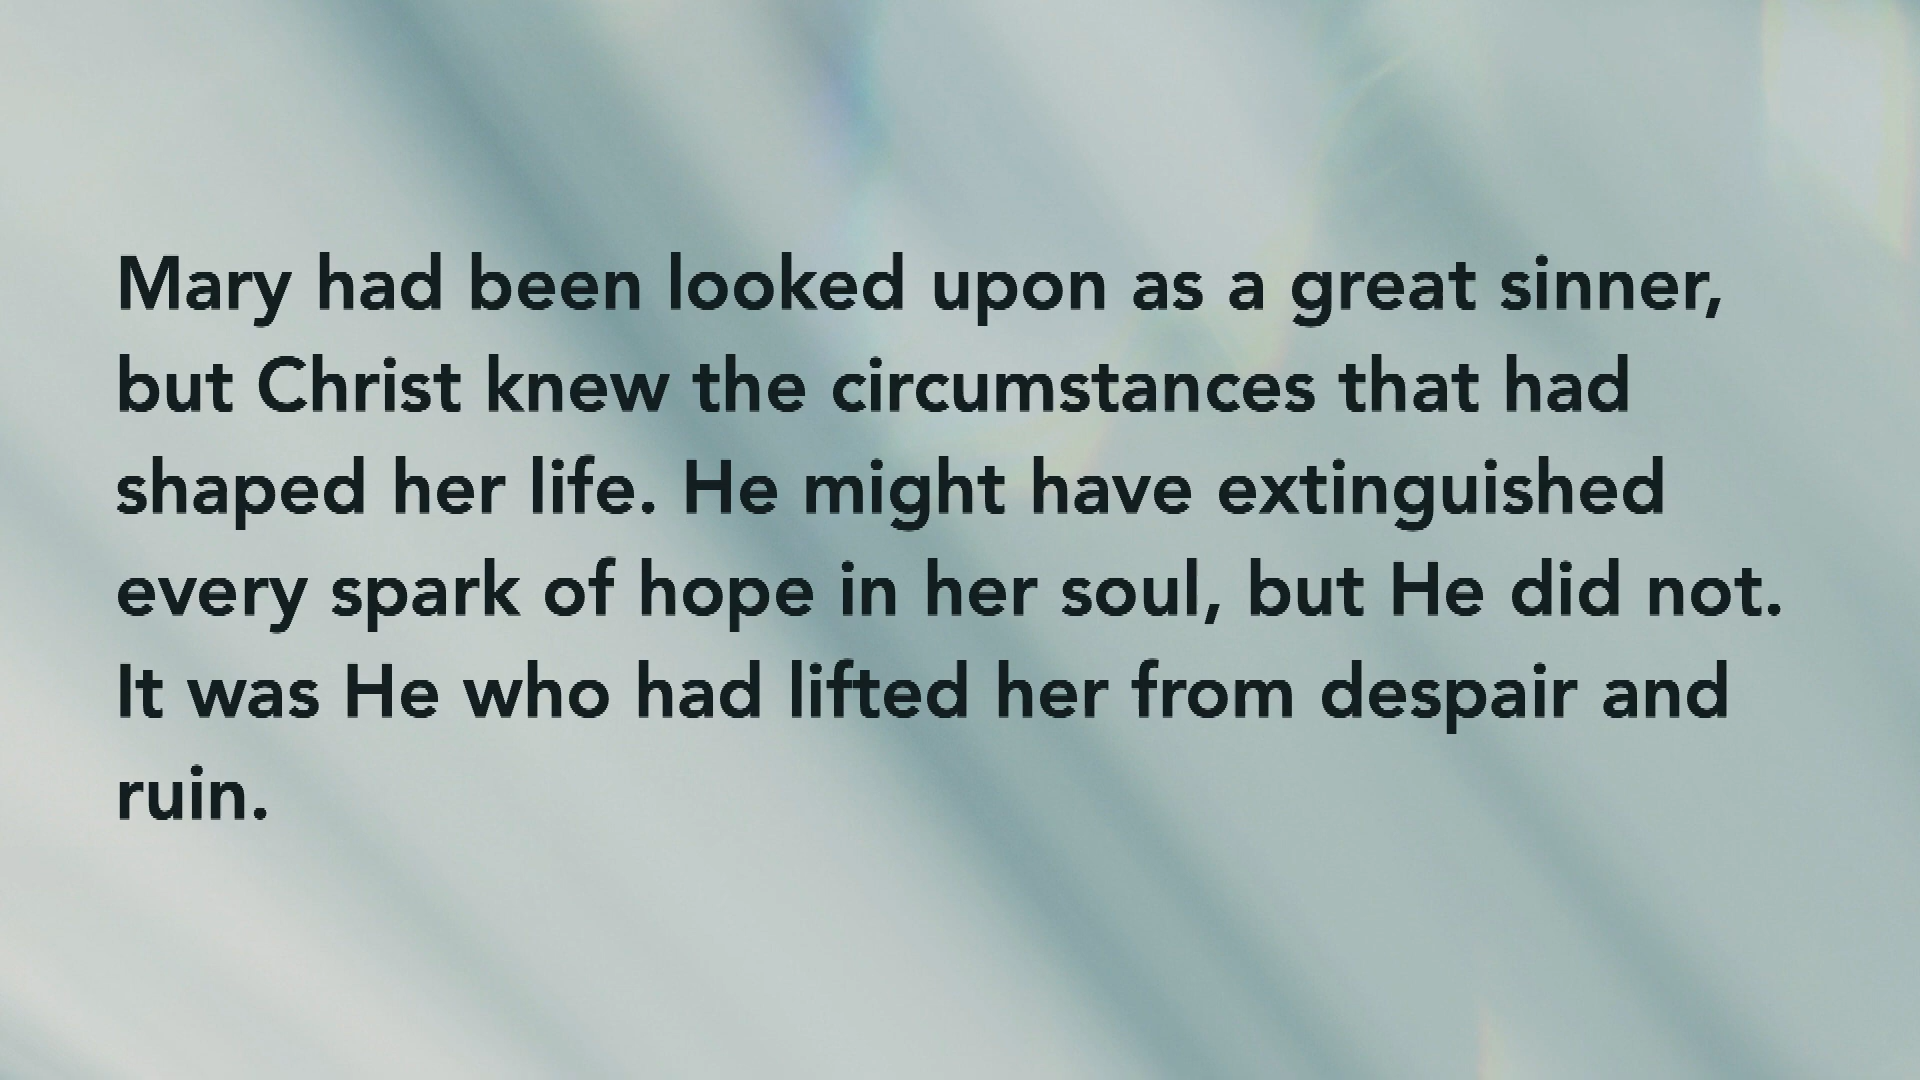 Mary had been looked upon as a great sinner,
but Christ knew the circumstances that had
shaped her life. He might have extinguished
every spark of hope in her soul, but He did not.
It was He who had lifted her from despair and
ruin.